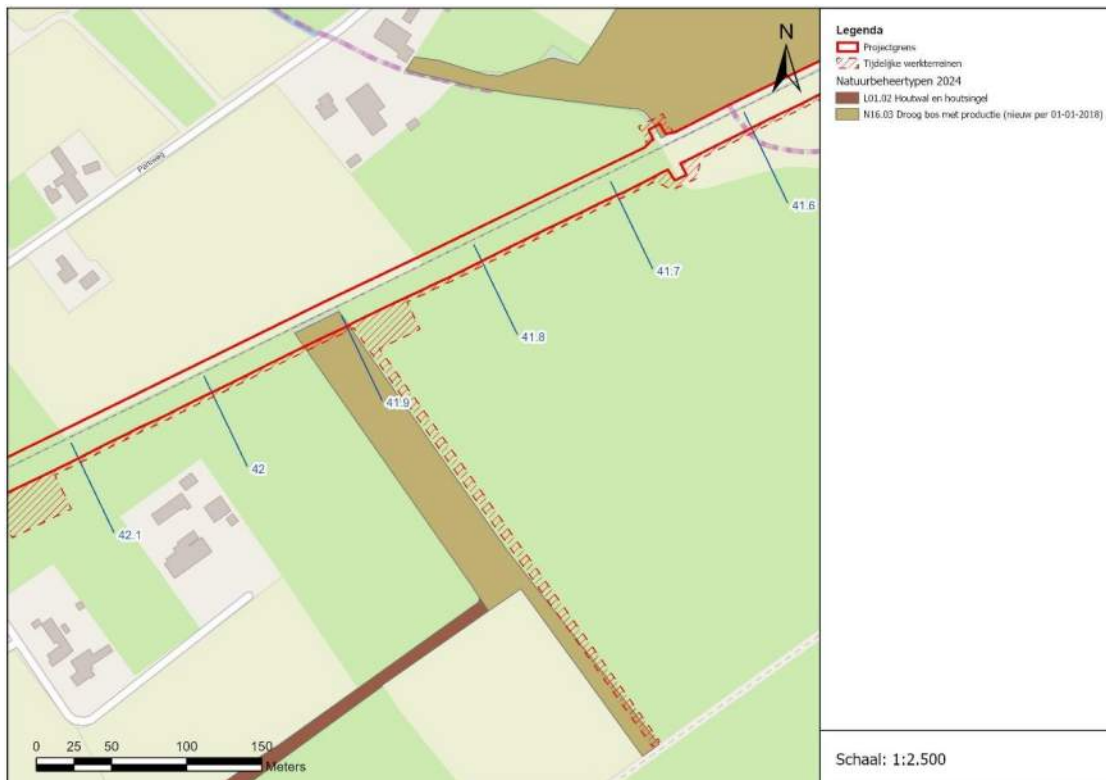 N
Parkweg
41.6
41.7
41.8
41.9
42
42.1
0 25 50 100 150
Meters
Legenda
Projectgrens
Tijdelijke werkterreinen
Natuurbeheertypen 2024
L01.02 Houtwal en houtsingel
N16.03 Droog bos met productie (nieuw per 01-01-2018)
Schaal: 1:2.500